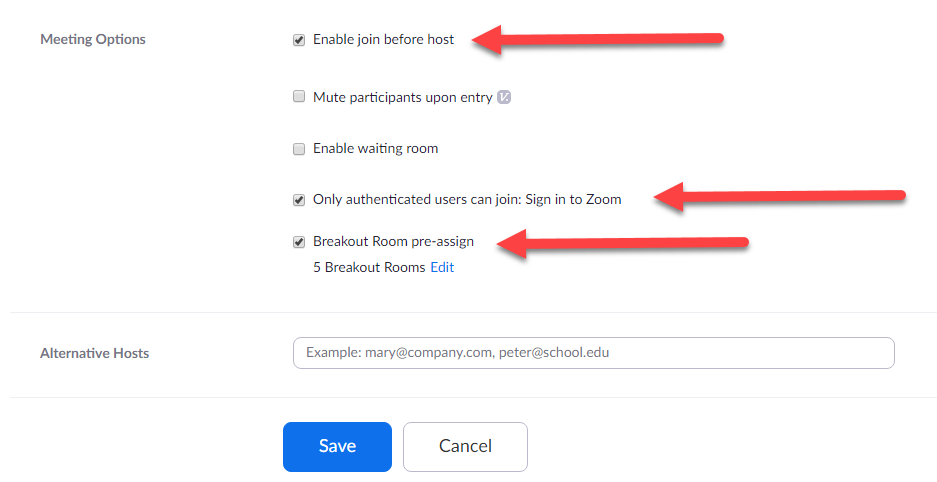 Meeting Options
Enable join before host
Mute participants upon entry
Enable waiting room
Only authenticated users can join: Sign in to Zoom
Breakout Room pre-assign
5 Breakout Rooms Edit
Alternative Hosts
Example: mary@company.com, peter@school.edu
Save
Cancel